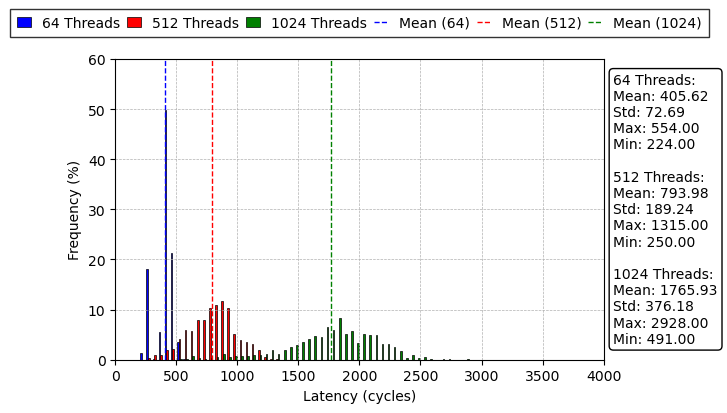 64 Threads 512 Threads 1024 Threads Mean (64) Mean (512) Mean (1024)
60
50
40
30
20
10
0
Frequency (%)
0 500 1000 1500 2000 2500 3000 3500 4000
Latency (cycles)
64 Threads:
Mean: 405.62
Std: 72.69
Max: 554.00
Min: 224.00
512 Threads:
Mean: 793.98
Std: 189.24
Max: 1315.00
Min: 250.00
1024 Threads:
Mean: 1765.93
Std: 376.18
Max: 2928.00
Min: 491.00